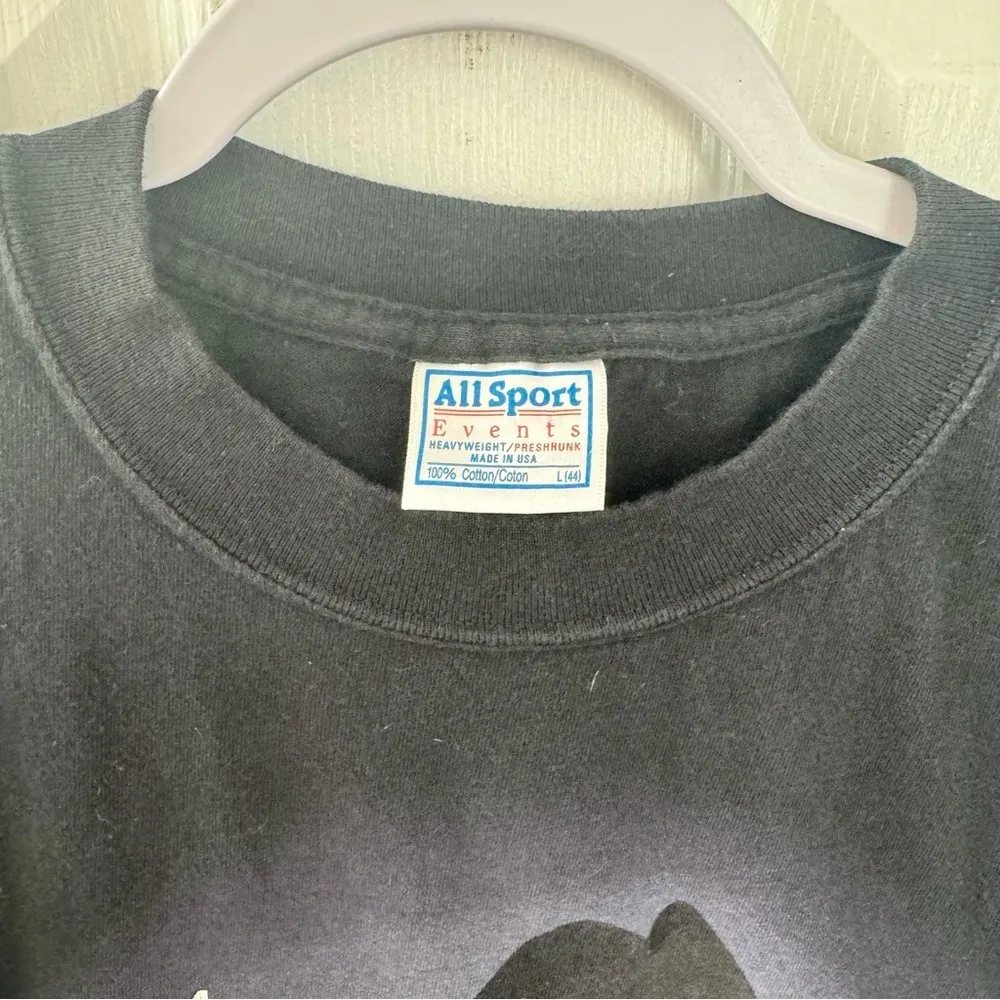 All Sport
Events
HEAVYWEIGHT/PRESHRUNK
MADE IN USA
100% Cotton/Coton L (44)